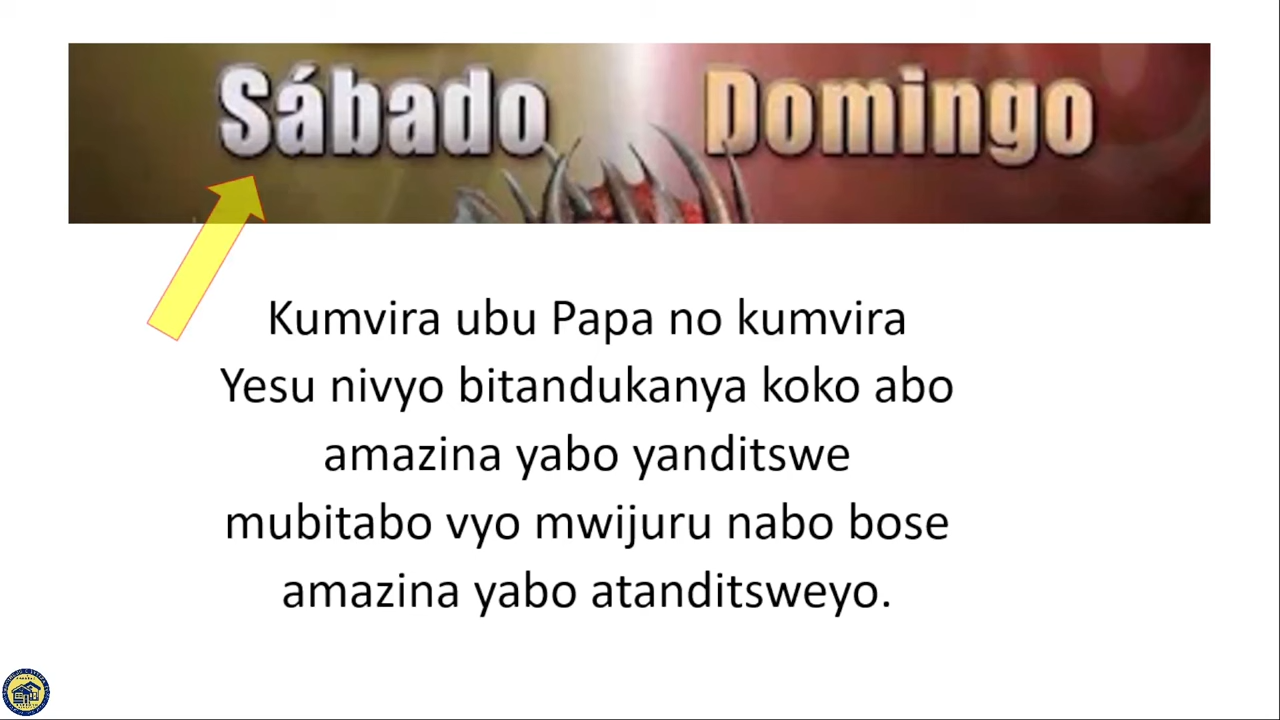 Sábado Domingo
Kumvira ubu Papa no kumvira
Yesu nivyo bitandukanya koko abo
amazina yabo yanditswe
mubitabo vyo mwijuru nabo bose
amazina yabo atanditsweyo.